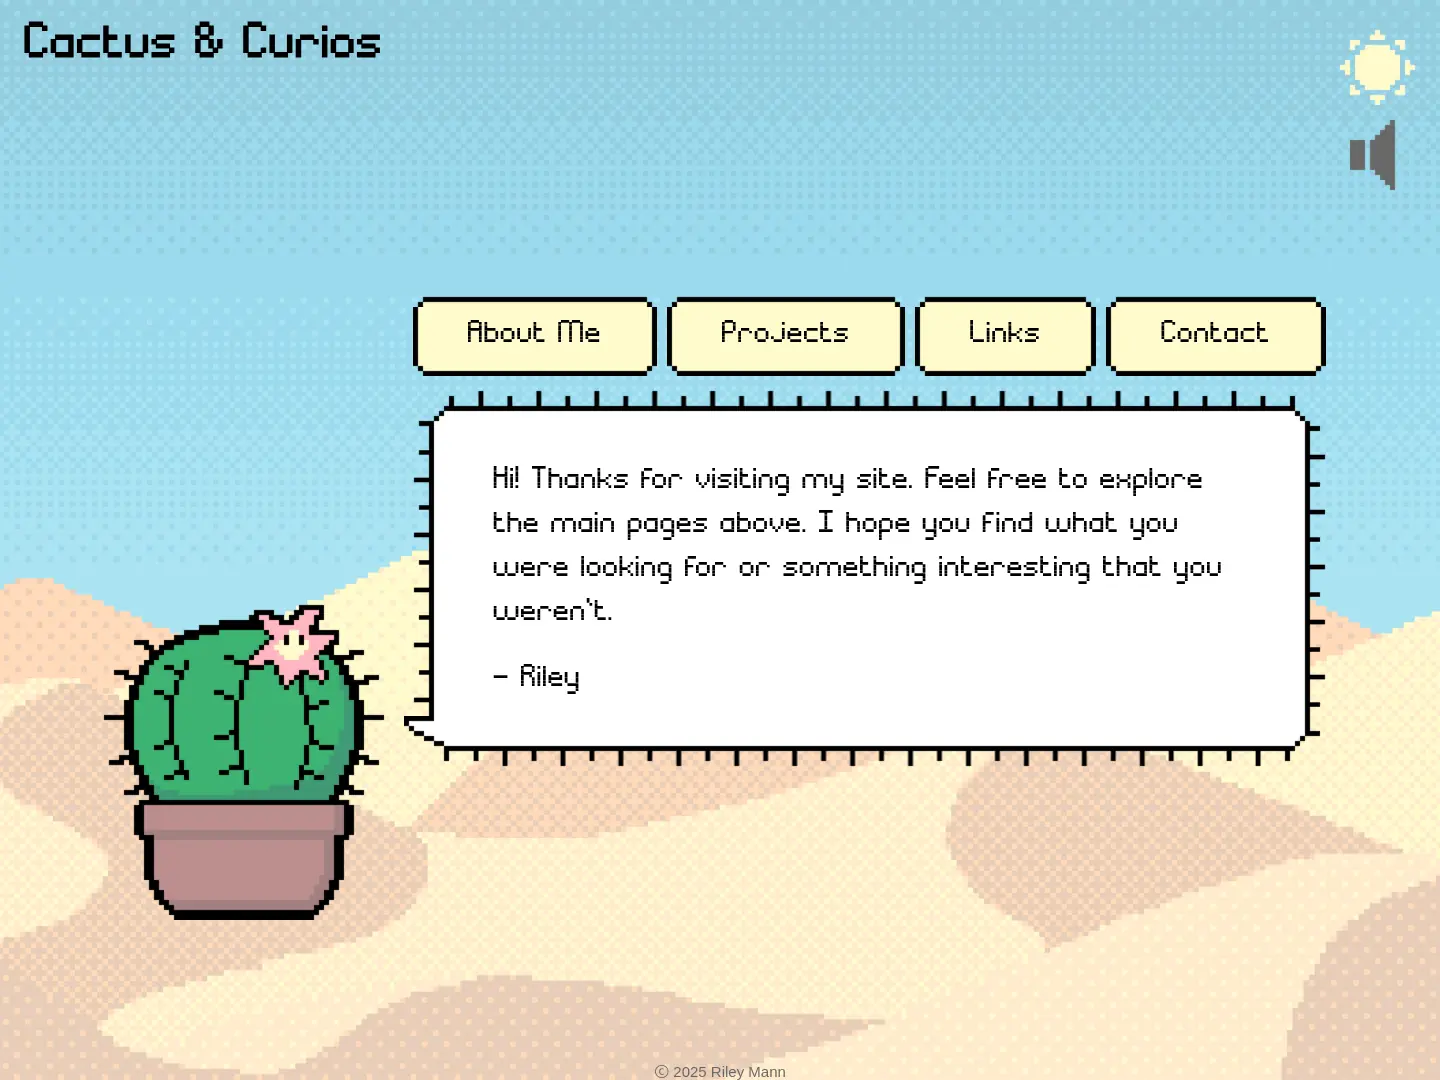 Cactus & Curios
About Me
Projects
Links
Contact
Hi! Thanks for visiting my site. Feel free to explore
the main pages above. I hope you find what you
were looking for or something interesting that you
weren't.
- Riley
© 2025 Riley Mann